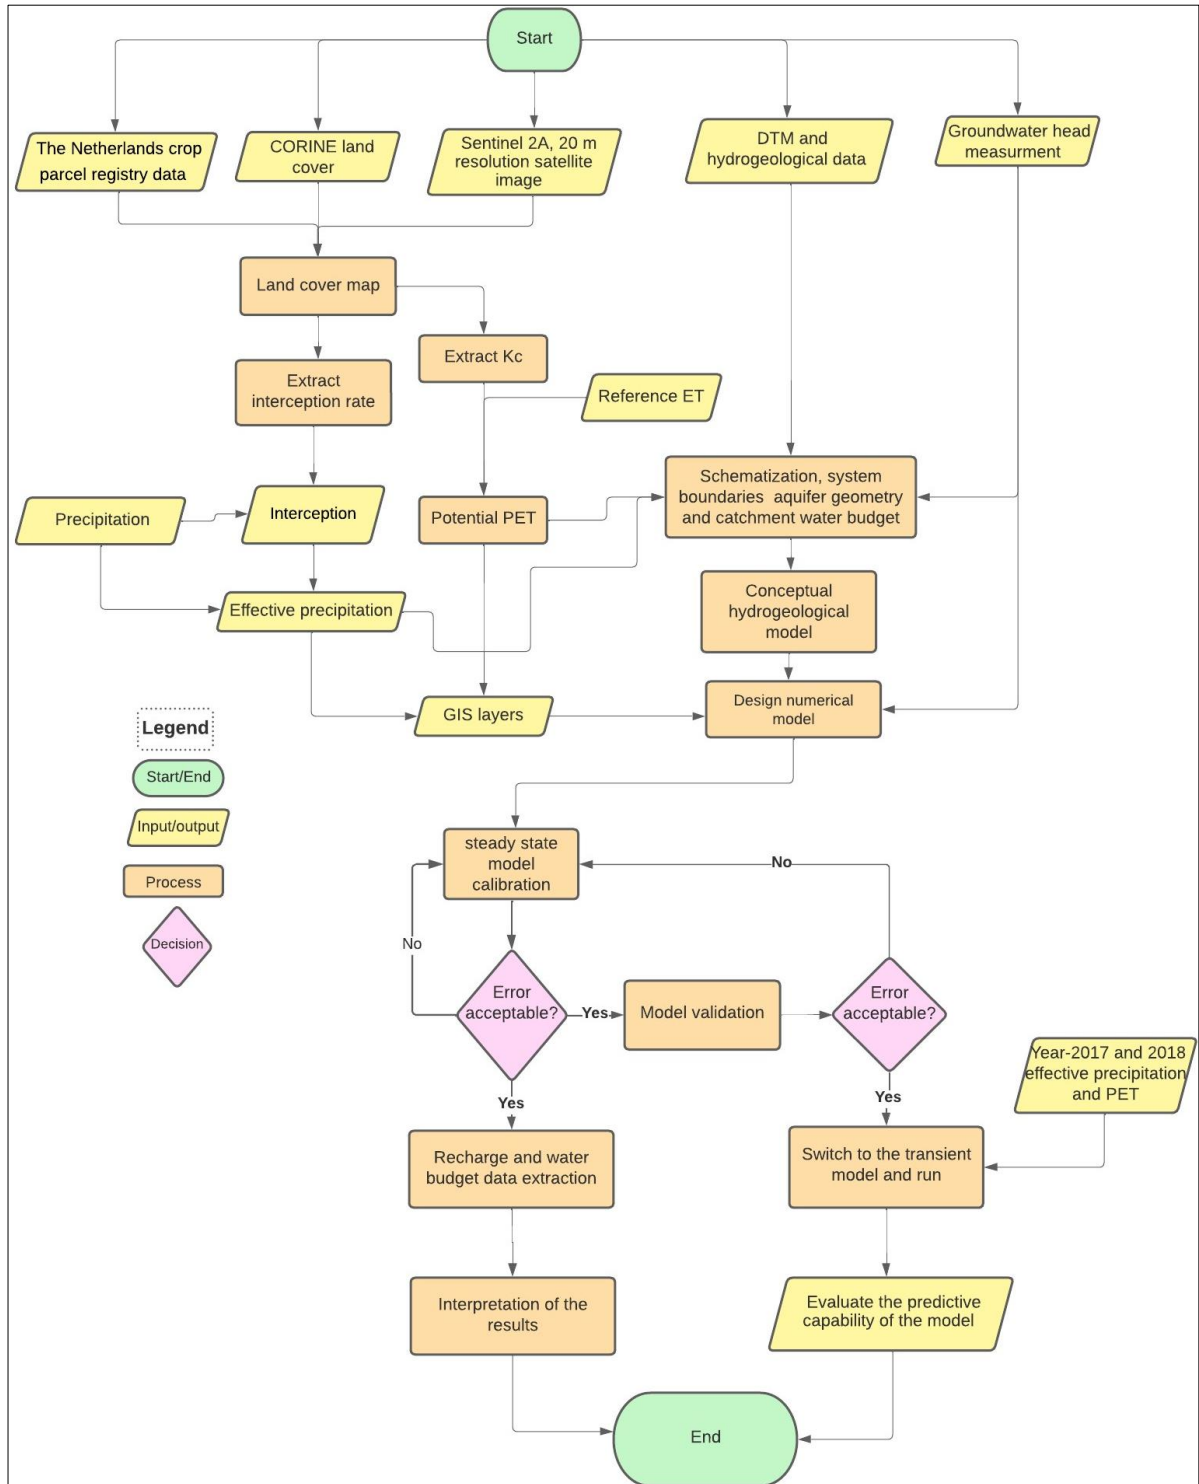 Start
The Netherlands crop
parcel registry data
CORINE land
cover
Sentinel 2A, 20 m
resolution satellite
image
DTM and
hydrogeological data
Groundwater head
measurment
Land cover map
Extract Kc
Extract
interception rate
Reference ET
Precipitation
Interception
Potential PET
Schematization, system
boundaries aquifer geometry
and catchment water budget
Effective precipitation
Conceptual
hydrogeological
model
GIS layers
Design numerical
model
Legend
Start/End
Input/output
Process
Decision
steady state
model
calibration
No
No
Error
acceptable?
Yes
Model validation
Error
acceptable?
Year-2017 and 2018
effective precipitation
and PET
Yes
Yes
Recharge and water
budget data extraction
Switch to the transient
model and run
Interpretation of the
results
Evaluate the predictive
capability of the model
End